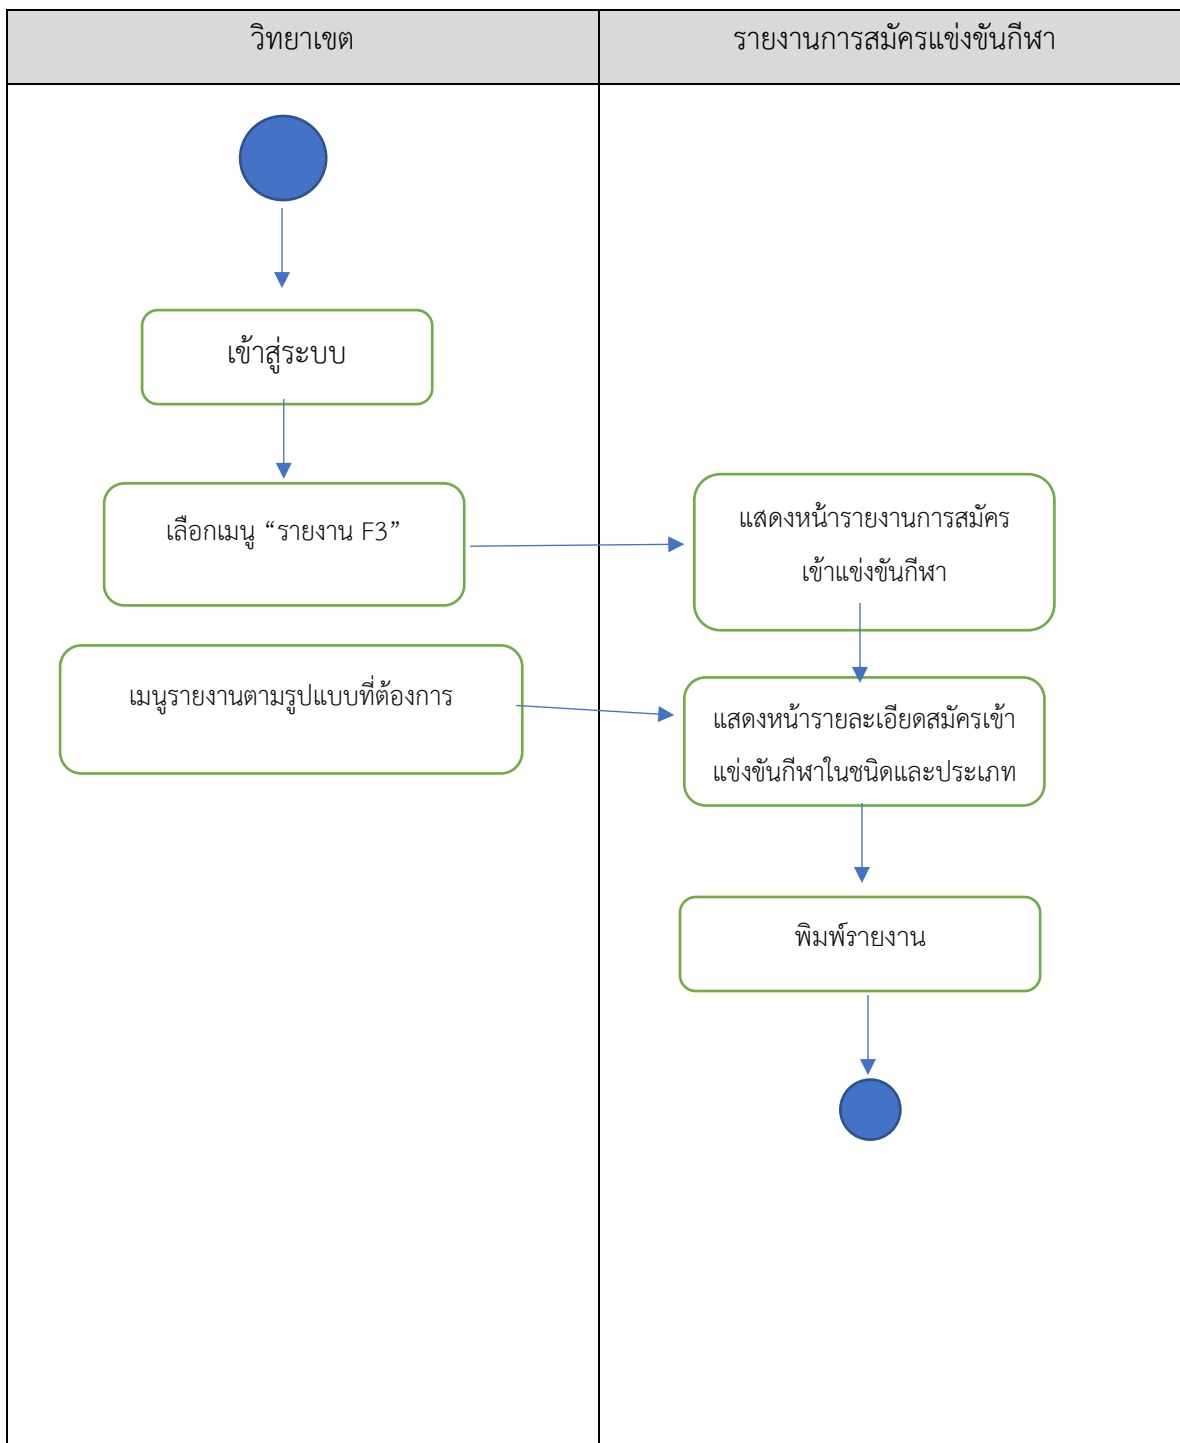 วิทยาเขต
รายงานการสมัครแข่งขันกีฬา
เข้าสู่ระบบ
เลือกเมนู “รายงาน F3”
แสดงหน้ารายงานการสมัคร
เข้าแข่งขันกีฬา
เมนูรายงานตามรูปแบบที่ต้องการ
แสดงหน้ารายละเอียดสมัครเข้า
แข่งขันกีฬาในชนิดและประเภท
พิมพ์รายงาน